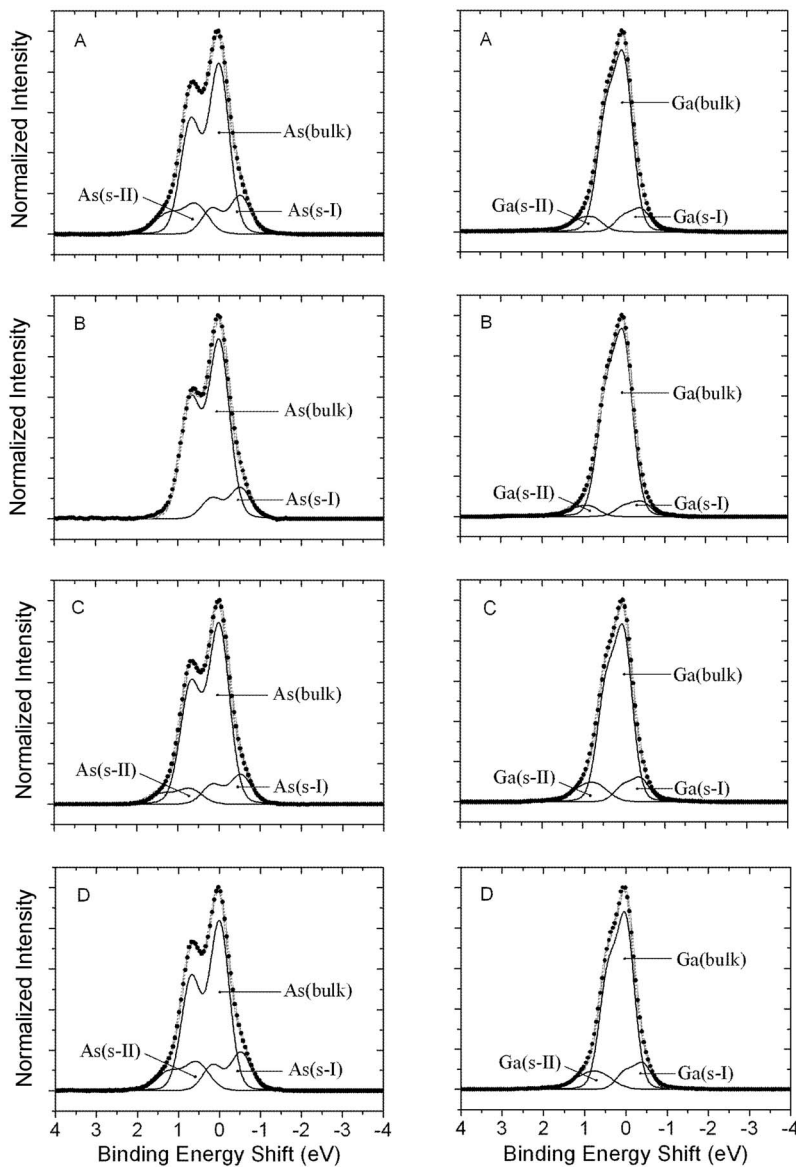 A
Normalized Intensity
As(bulk)
As(s-II)
As(s-I)
A
Ga(bulk)
Ga(s-II)
Ga(s-I)
B
Normalized Intensity
As(bulk)
As(s-I)
B
Ga(bulk)
Ga(s-II)
Ga(s-I)
C
Normalized Intensity
As(bulk)
As(s-II)
As(s-I)
C
Ga(bulk)
Ga(s-II)
Ga(s-I)
D
Normalized Intensity
As(bulk)
As(s-II)
As(s-I)
4 3 2 1 0 -1 -2 -3 -4
Binding Energy Shift (eV)
D
Ga(bulk)
Ga(s-II)
Ga(s-I)
4 3 2 1 0 -1 -2 -3 -4
Binding Energy Shift (eV)